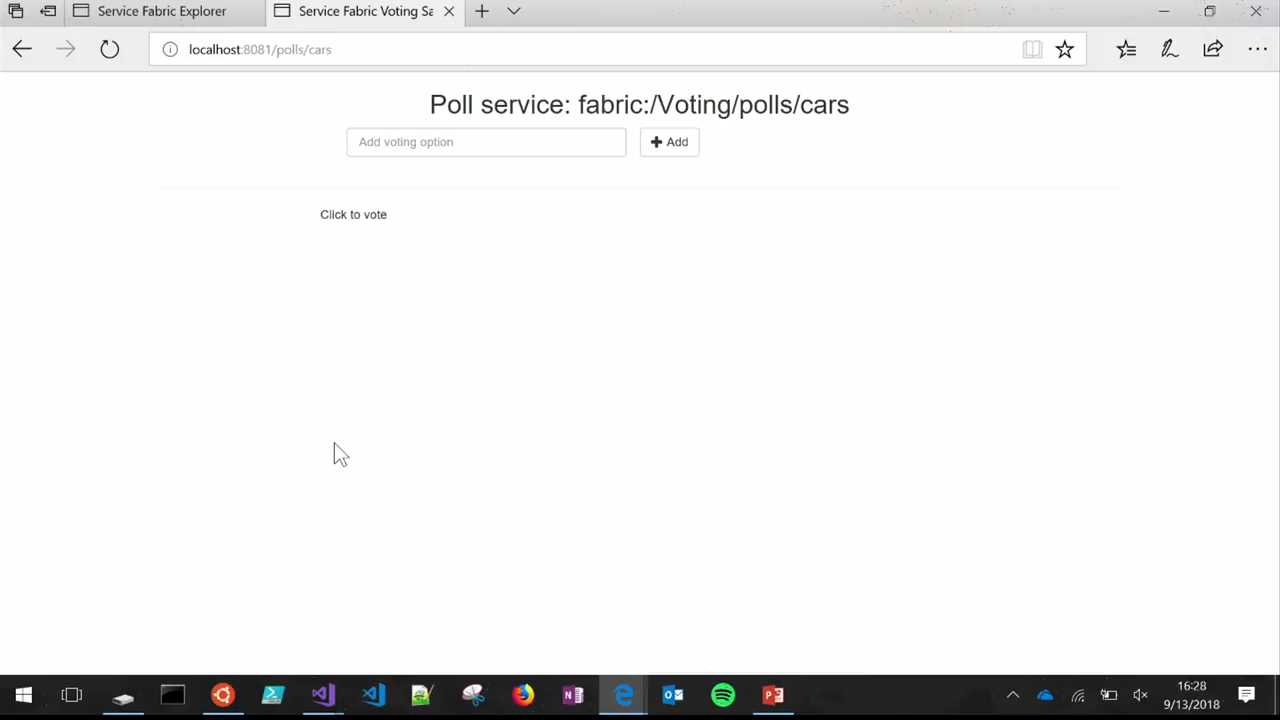 Service Fabric Explorer
Service Fabric Voting Sa
localhost:8081/polls/cars
Poll service: fabric:/Voting/polls/cars
Add voting option
Add
Click to vote
16:28
9/13/2018